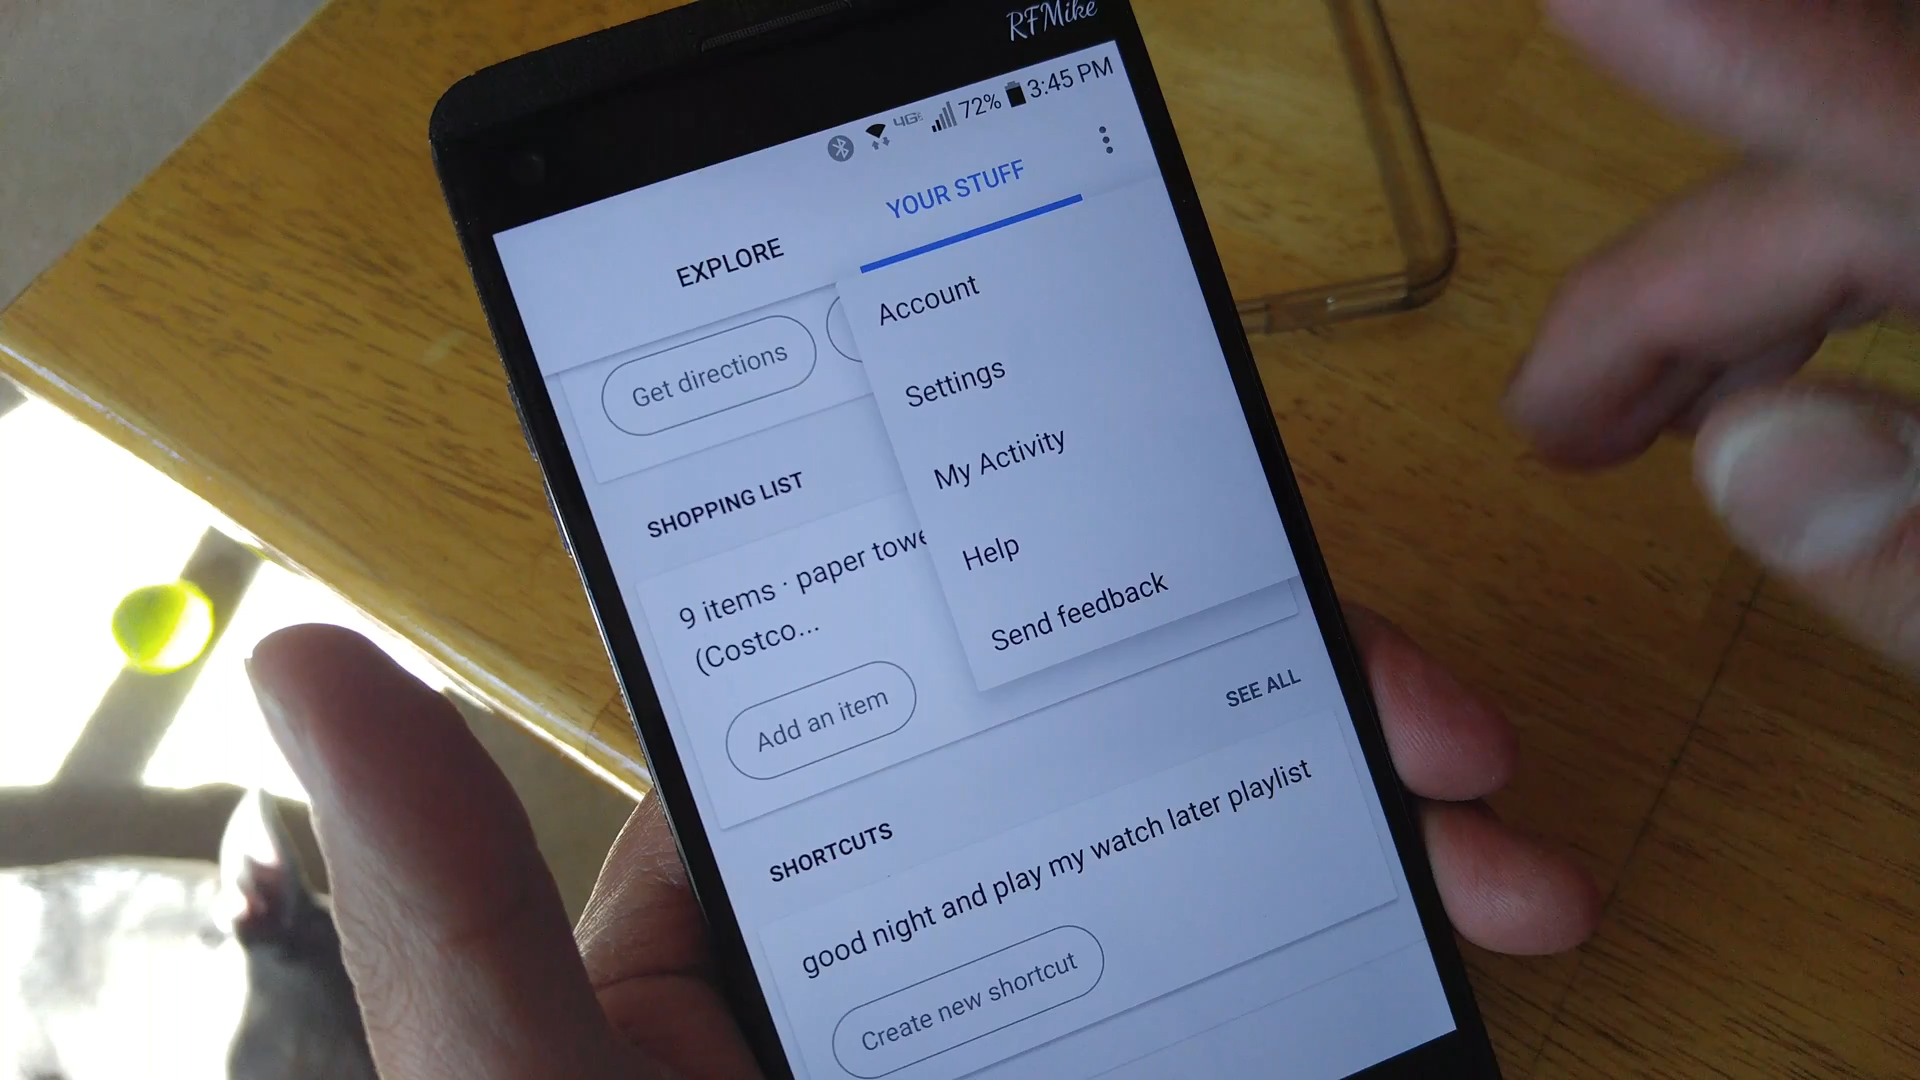 RFMike
4G 72% 3:45 PM
EXPLORE
YOUR STUFF
Account
Settings
My Activity
Help
Send feedback
Get directions
SHOPPING LIST
9 items · paper towe
(Costco...
Add an item
SEE ALL
SHORTCUTS
good night and play my watch later playlist
Create new shortcut